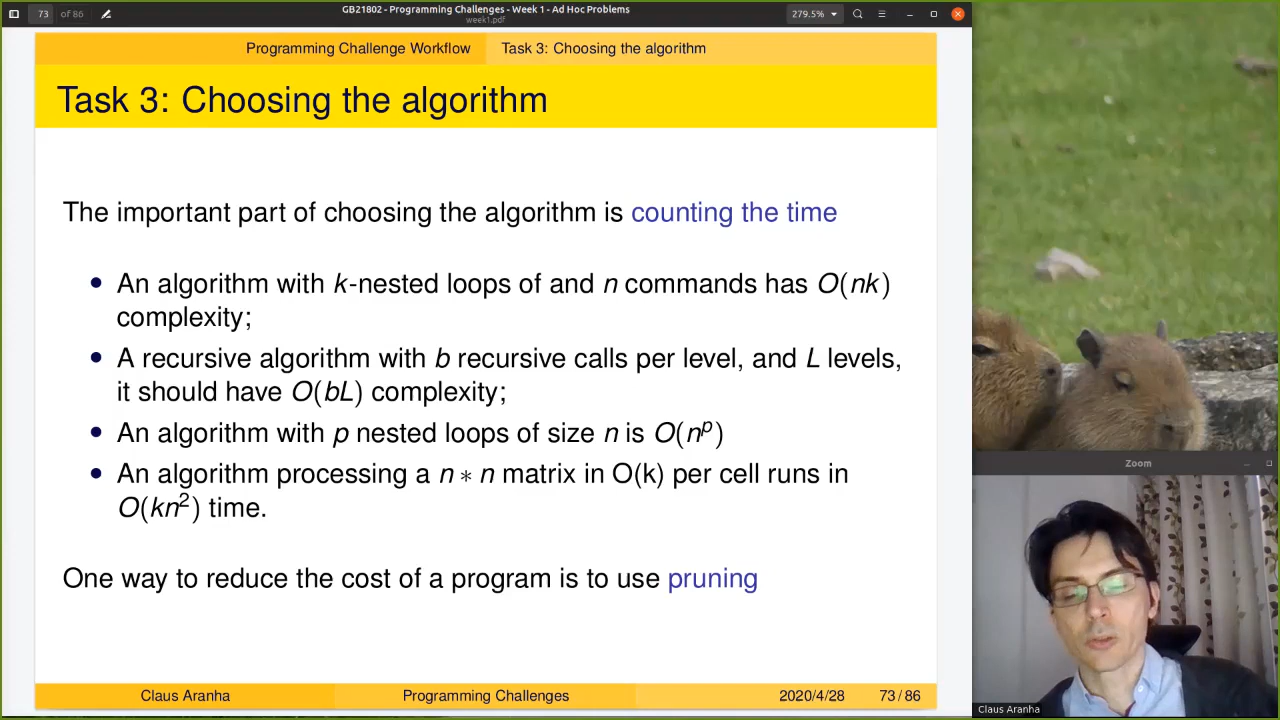 73 of 86
GB21802 - Programming Challenges - Week 1 - Ad Hoc Problems
week1.pdf
279.5%
Programming Challenge Workflow Task 3: Choosing the algorithm
Task 3: Choosing the algorithm
The important part of choosing the algorithm is counting the time
• An algorithm with k-nested loops of and n commands has O(nk)
complexity;
• A recursive algorithm with b recursive calls per level, and L levels,
it should have O(bL) complexity;
• An algorithm with p nested loops of size n is O(nᵖ)
• An algorithm processing a n ∗ n matrix in O(k) per cell runs in
O(kn²) time.
One way to reduce the cost of a program is to use pruning
Claus Aranha Programming Challenges 2020/4/28 73 / 86
Zoom
Claus Aranha